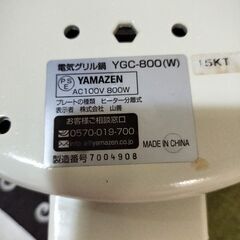 電気グリル鍋 YGC-800(W)
PSE
YAMAZEN
AC100V 800W
プレートの種類 ヒーター分離式
表示者 株式会社 山善
お客様ご相談窓口
0570-019-700
info@yamazen.co.jp
MADE IN CHINA
製造番号 7004908
15KT